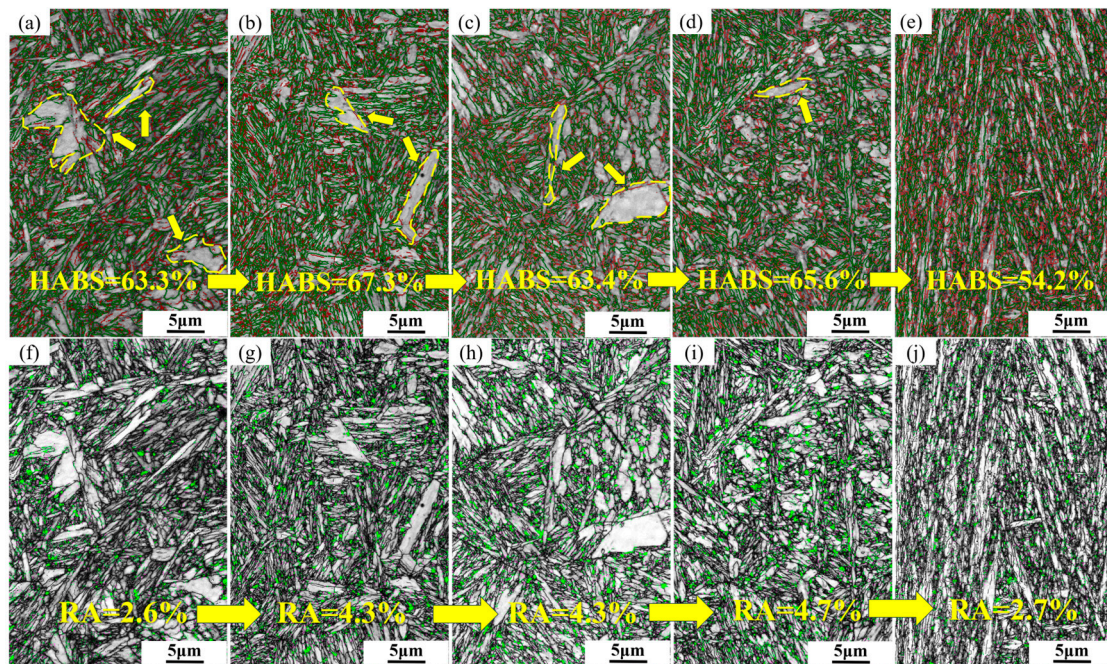 (a) (b) (c) (d) (e)
HABS=63.3% HABS=67.3% HABS=63.4% HABS=65.6% HABS=54.2%
5μm 5μm 5μm 5μm 5μm
(f) (g) (h) (i) (j)
RA=2.6% RA=4.3% RA=4.3% RA=4.7% RA=2.7%
5μm 5μm 5μm 5μm 5μm